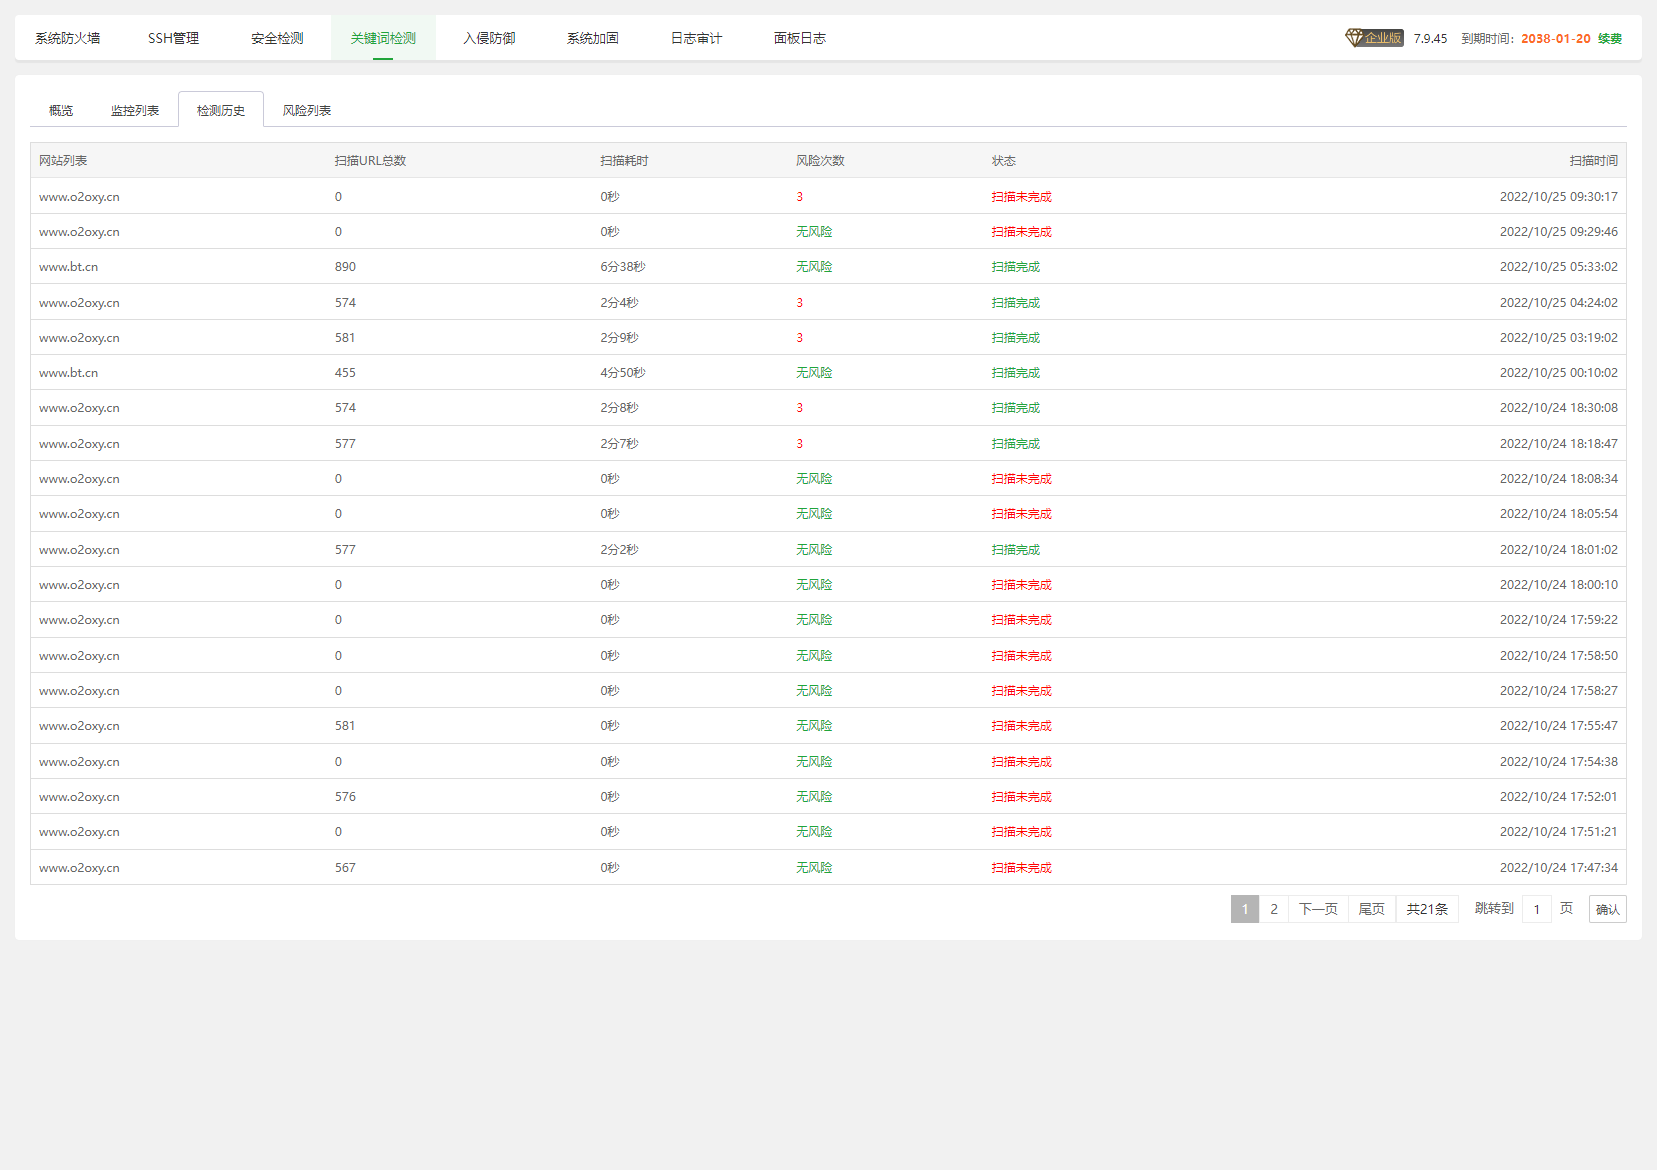 系统防火墙 SSH管理 安全检测 关键词检测 入侵防御 系统加固 日志审计 面板日志 企业版 7.9.45 到期时间: 2038-01-20 续费
概览 监控列表 检测历史 风险列表
网站列表 扫描URL总数 扫描耗时 风险次数 状态 扫描时间
www.o2oxy.cn 0 0秒 3 扫描未完成 2022/10/25 09:30:17
www.o2oxy.cn 0 0秒 无风险 扫描未完成 2022/10/25 09:29:46
www.bt.cn 890 6分38秒 无风险 扫描完成 2022/10/25 05:33:02
www.o2oxy.cn 574 2分4秒 3 扫描完成 2022/10/25 04:24:02
www.o2oxy.cn 581 2分9秒 3 扫描完成 2022/10/25 03:19:02
www.bt.cn 455 4分50秒 无风险 扫描完成 2022/10/25 00:10:02
www.o2oxy.cn 574 2分8秒 3 扫描完成 2022/10/24 18:30:08
www.o2oxy.cn 577 2分7秒 3 扫描完成 2022/10/24 18:18:47
www.o2oxy.cn 0 0秒 无风险 扫描未完成 2022/10/24 18:08:34
www.o2oxy.cn 0 0秒 无风险 扫描未完成 2022/10/24 18:05:54
www.o2oxy.cn 577 2分2秒 无风险 扫描完成 2022/10/24 18:01:02
www.o2oxy.cn 0 0秒 无风险 扫描未完成 2022/10/24 18:00:10
www.o2oxy.cn 0 0秒 无风险 扫描未完成 2022/10/24 17:59:22
www.o2oxy.cn 0 0秒 无风险 扫描未完成 2022/10/24 17:58:50
www.o2oxy.cn 0 0秒 无风险 扫描未完成 2022/10/24 17:58:27
www.o2oxy.cn 581 0秒 无风险 扫描未完成 2022/10/24 17:55:47
www.o2oxy.cn 0 0秒 无风险 扫描未完成 2022/10/24 17:54:38
www.o2oxy.cn 576 0秒 无风险 扫描未完成 2022/10/24 17:52:01
www.o2oxy.cn 0 0秒 无风险 扫描未完成 2022/10/24 17:51:21
www.o2oxy.cn 567 0秒 无风险 扫描未完成 2022/10/24 17:47:34
1 2 下一页 尾页 共21条 跳转到 1 页 确认